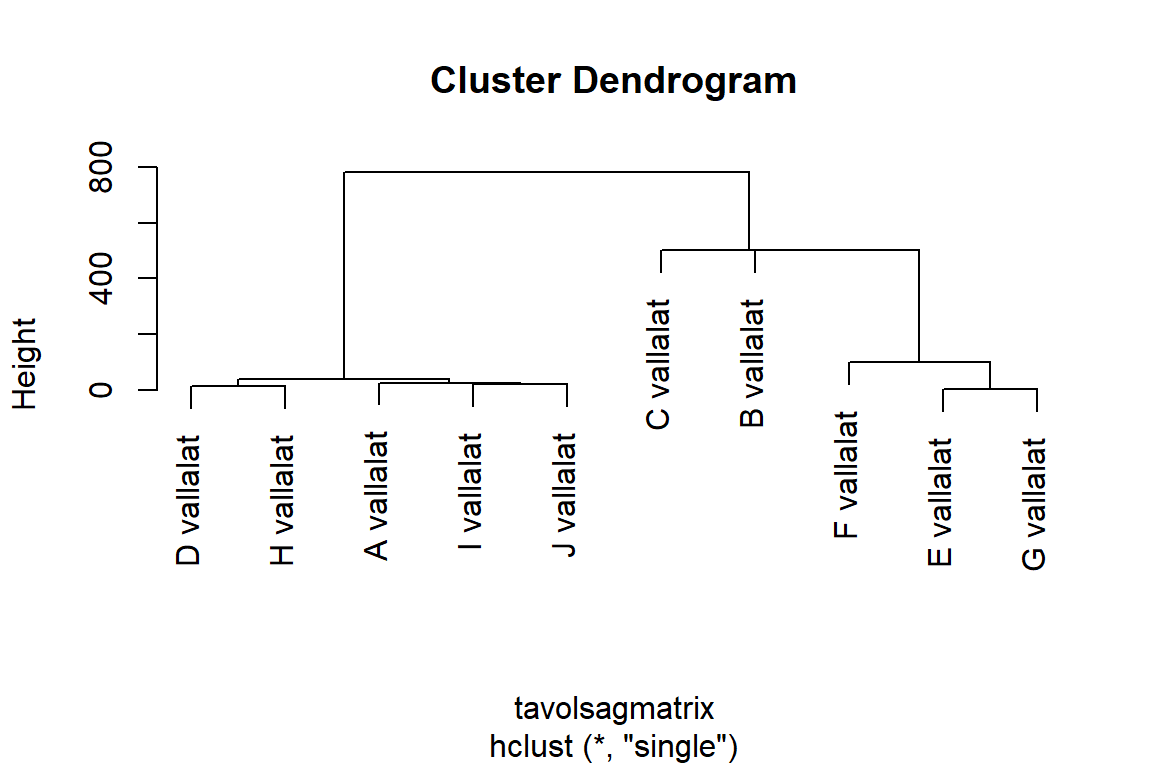 Cluster Dendrogram
Height
800
400
0
D vallalat
H vallalat
A vallalat
I vallalat
J vallalat
C vallalat
B vallalat
F vallalat
E vallalat
G vallalat
tavolsagmatrix
hclust (*, "single")